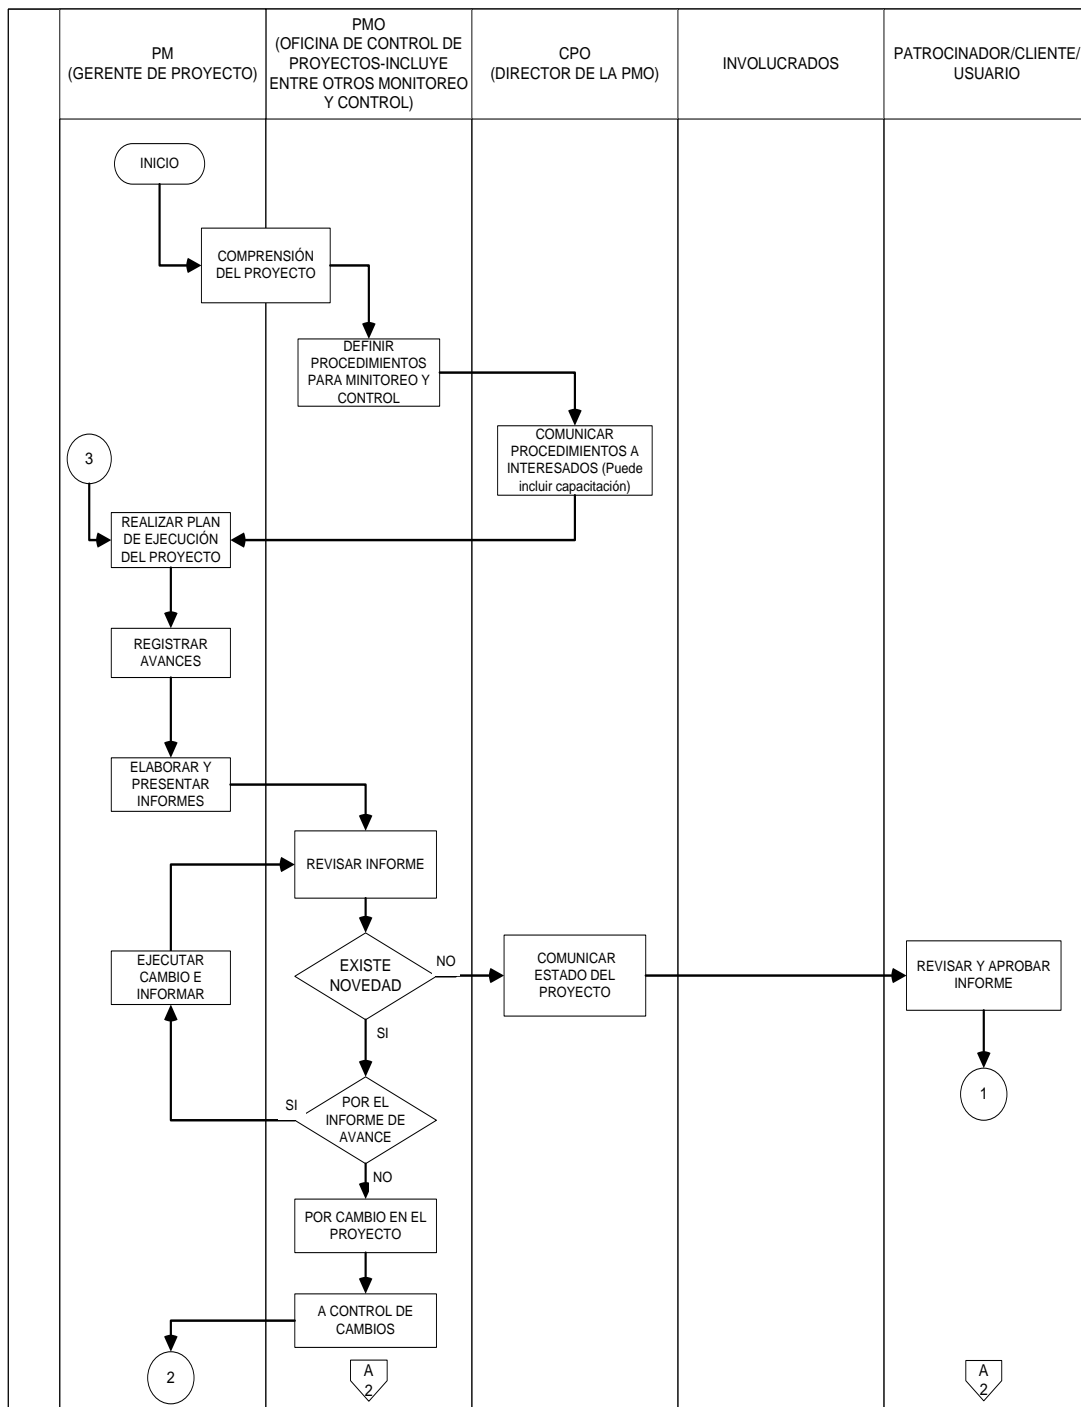 PM
(GERENTE DE PROYECTO)
PMO
(OFICINA DE CONTROL DE
PROYECTOS-INCLUYE
ENTRE OTROS MONITOREO
Y CONTROL)
CPO
(DIRECTOR DE LA PMO)
INVOLUCRADOS
PATROCINADOR/CLIENTE/
USUARIO
INICIO
COMPRENSIÓN
DEL PROYECTO
DEFINIR
PROCEDIMIENTOS
PARA MINITOREO Y
CONTROL
COMUNICAR
PROCEDIMIENTOS A
INTERESADOS (Puede
incluir capacitación)
3
REALIZAR PLAN
DE EJECUCIÓN
DEL PROYECTO
REGISTRAR
AVANCES
ELABORAR Y
PRESENTAR
INFORMES
REVISAR INFORME
EJECUTAR
CAMBIO E
INFORMAR
EXISTE
NOVEDAD
NO
COMUNICAR
ESTADO DEL
PROYECTO
REVISAR Y APROBAR
INFORME
SI
SI
POR EL
INFORME DE
AVANCE
1
NO
POR CAMBIO EN EL
PROYECTO
A CONTROL DE
CAMBIOS
2
A
2
A
2